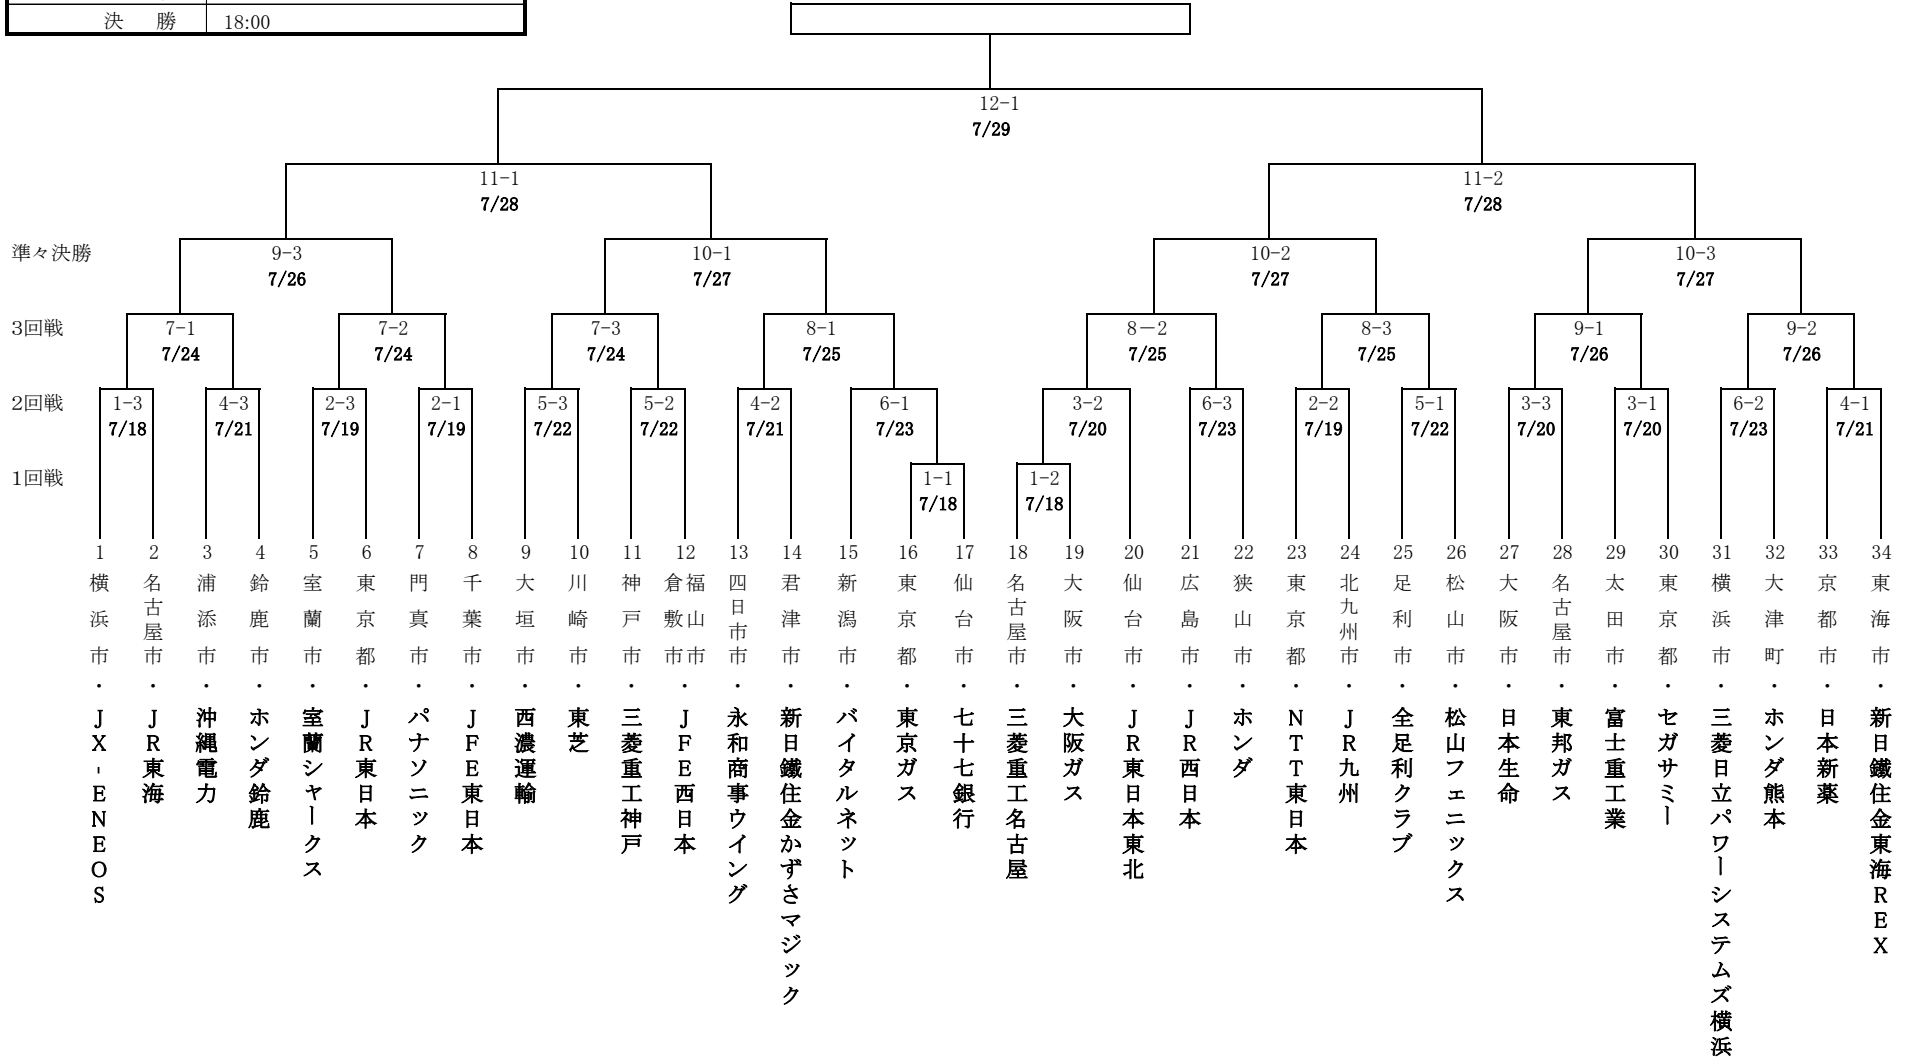 決 勝 18:00
12-1
7/29
11-1 11-2
7/28 7/28
準々決勝 9-3 10-1 10-2 10-3
7/26 7/27 7/27 7/27
3回戦 7-1 7-2 7-3 8-1 8－2 8-3 9-1 9-2
7/24 7/24 7/24 7/25 7/25 7/25 7/26 7/26
2回戦 1-3 4-3 2-3 2-1 5-3 5-2 4-2 6-1 3-2 6-3 2-2 5-1 3-3 3-1 6-2 4-1
7/18 7/21 7/19 7/19 7/22 7/22 7/21 7/23 7/20 7/23 7/19 7/22 7/20 7/20 7/23 7/21
1回戦 1-1 1-2
7/18 7/18
1 横浜市・JX-ENEOS
2 名古屋市・JR東海
3 浦添市・沖縄電力
4 鈴鹿市・ホンダ鈴鹿
5 室蘭市・室蘭シャークス
6 東京都・JR東日本
7 門真市・パナソニック
8 千葉市・JFE東日本
9 大垣市・西濃運輸
10 川崎市・東芝
11 神戸市・三菱重工神戸
12 福山市倉敷市・JFE西日本
13 四日市市・永和商事ウイング
14 君津市・新日鐵住金かずさマジック
15 新潟市・バイタルネット
16 東京都・東京ガス
17 仙台市・七十七銀行
18 名古屋市・三菱重工名古屋
19 大阪市・大阪ガス
20 仙台市・JR東日本東北
21 広島市・JR西日本
22 狭山市・ホンダ
23 東京都・NTT東日本
24 北九州市・JR九州
25 足利市・全足利クラブ
26 松山市・松山フェニックス
27 大阪市・日本生命
28 名古屋市・東邦ガス
29 太田市・富士重工業
30 東京都・セガサミー
31 横浜市・三菱日立パワーシステムズ横浜
32 大津町・ホンダ熊本
33 京都市・日本新薬
34 東海市・新日鐵住金東海REX